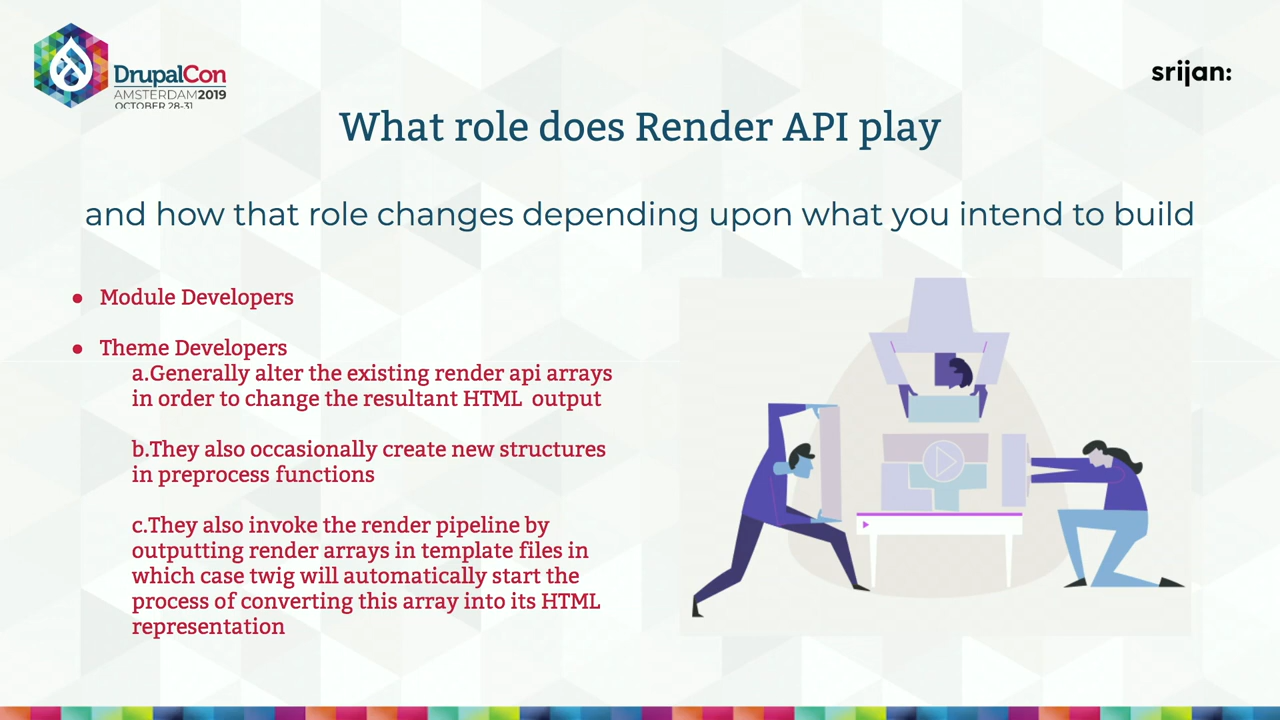 DrupalCon
AMSTERDAM2019
OCTOBER 28-31
srijan:
What role does Render API play
and how that role changes depending upon what you intend to build
● Module Developers
● Theme Developers
a.Generally alter the existing render api arrays
in order to change the resultant HTML output
b.They also occasionally create new structures
in preprocess functions
c.They also invoke the render pipeline by
outputting render arrays in template files in
which case twig will automatically start the
process of converting this array into its HTML
representation